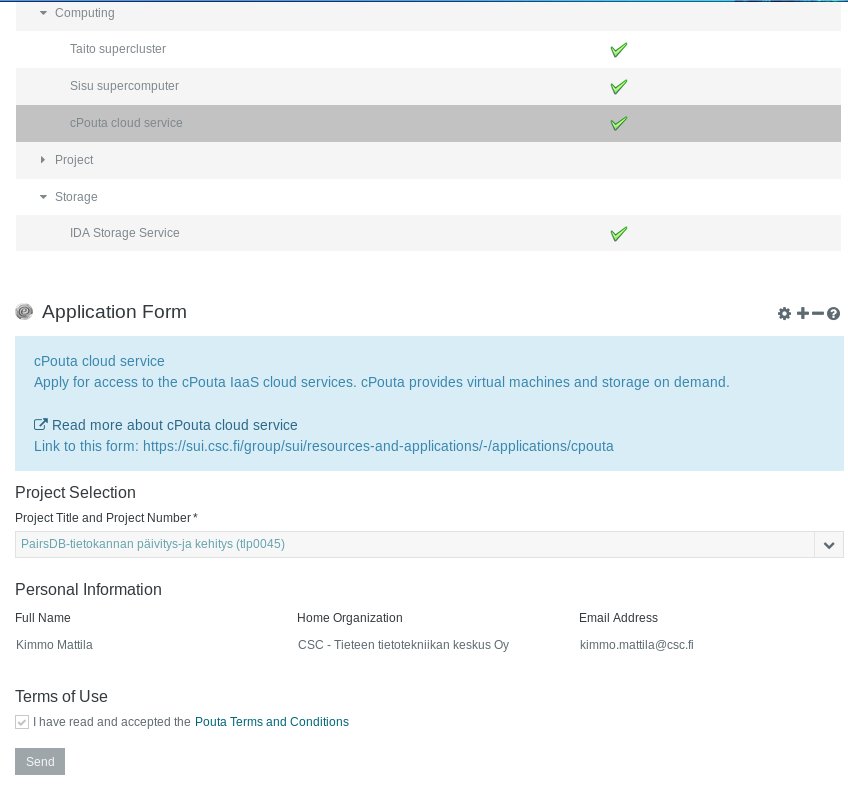 Computing
Taito supercluster
Sisu supercomputer
cPouta cloud service
Project
Storage
IDA Storage Service
Application Form
cPouta cloud service
Apply for access to the cPouta IaaS cloud services. cPouta provides virtual machines and storage on demand.
Read more about cPouta cloud service
Link to this form: https://sui.csc.fi/group/sui/resources-and-applications/-/applications/cpouta
Project Selection
Project Title and Project Number *
PairsDB-tietokannan päivitys-ja kehitys (tlp0045)
Personal Information
Full Name Home Organization Email Address
Kimmo Mattila CSC - Tieteen tietotekniikan keskus Oy kimmo.mattila@csc.fi
Terms of Use
I have read and accepted the Pouta Terms and Conditions
Send